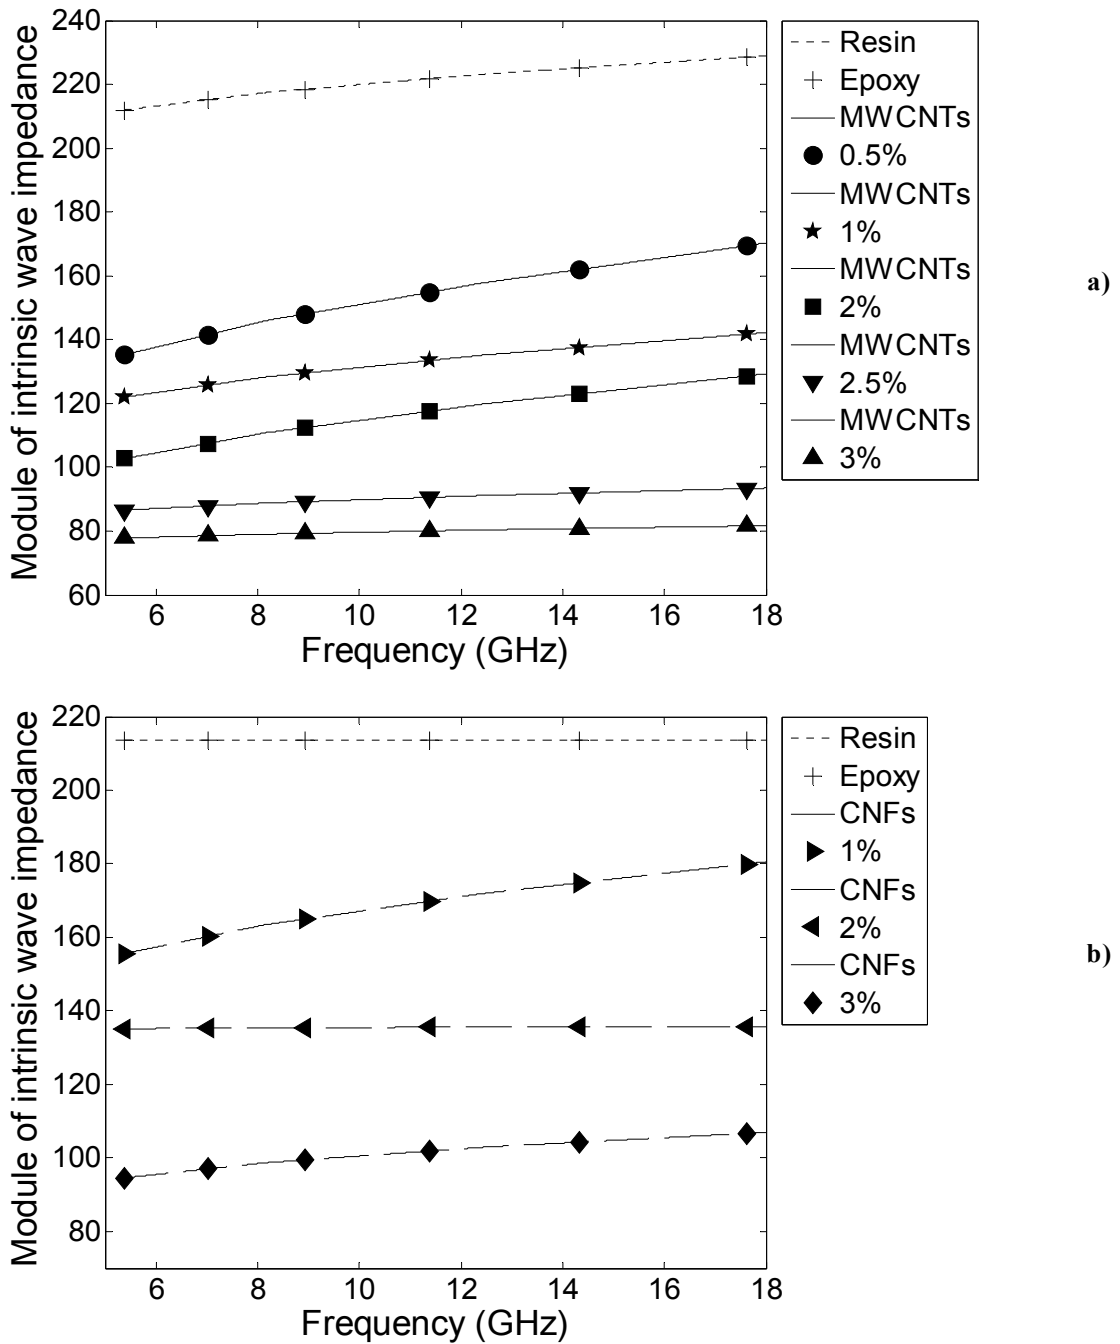 240
220
200
180
160
140
120
100
80
60
Module of intrinsic wave impedance
6 8 10 12 14 16 18
Frequency (GHz)
Resin
Epoxy
MWCNTs
0.5%
MWCNTs
1%
MWCNTs
2%
MWCNTs
2.5%
MWCNTs
3%
a)
220
200
180
160
140
120
100
80
Module of intrinsic wave impedance
6 8 10 12 14 16 18
Frequency (GHz)
Resin
Epoxy
CNFs
1%
CNFs
2%
CNFs
3%
b)